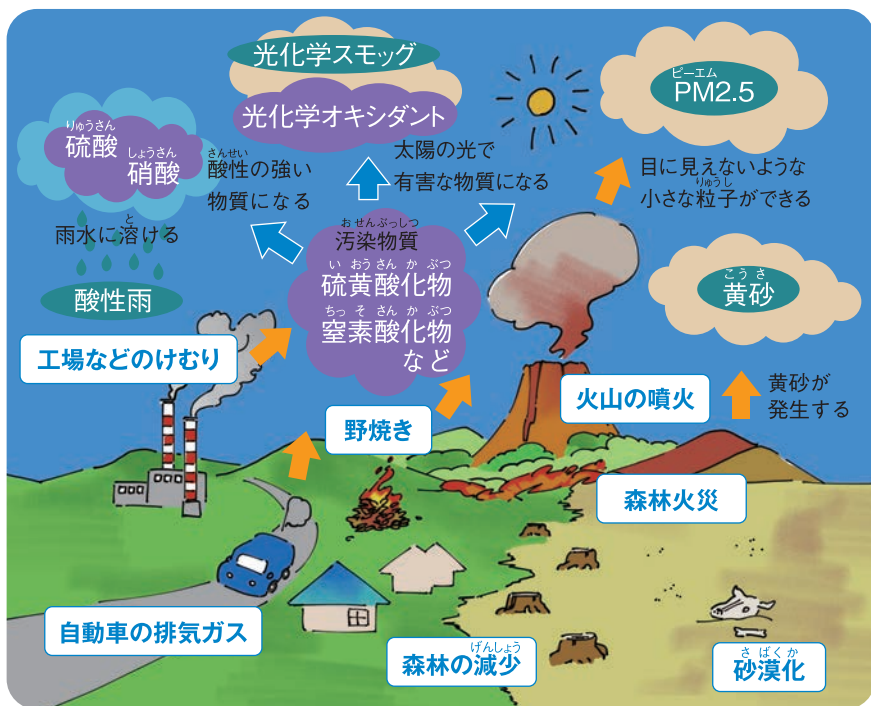 光化学スモッグ
光化学オキシダント
ピーエム
PM2.5
りゅうさん
硫酸
しょうさん
硝酸
さんせい
酸性の強い
物質になる
太陽の光で
有害な物質になる
目に見えないような
りゅうし
小さな粒子ができる
と
雨水に溶ける
酸性雨
おせんぶっしつ
汚染物質
い おう さん か ぶつ
硫黄酸化物
ちっ そ さん か ぶつ
窒素酸化物
など
こう さ
黄砂
工場などのけむり
野焼き
火山の噴火
黄砂が
発生する
森林火災
自動車の排気ガス
げんしょう
森林の減少
さ ばく か
砂漠化